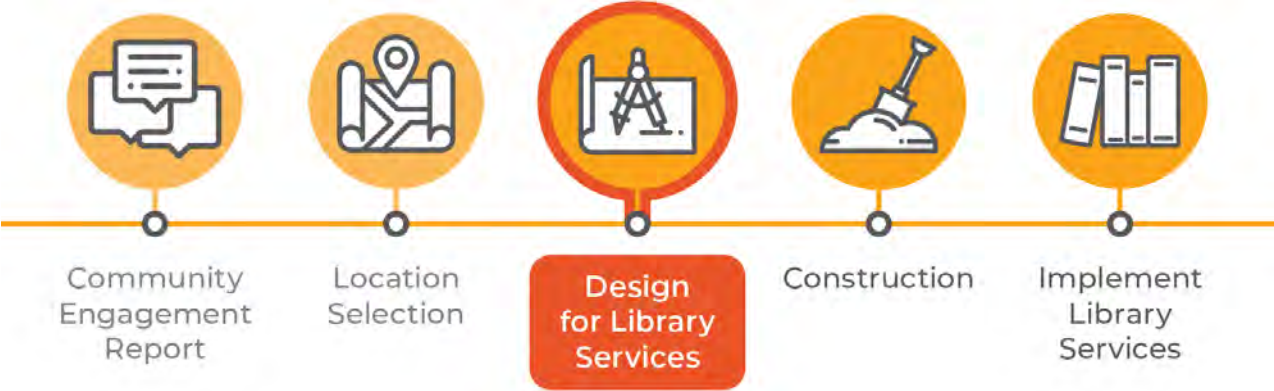 Community
Engagement
Report
Location
Selection
Design
for Library
Services
Construction
Implement
Library
Services